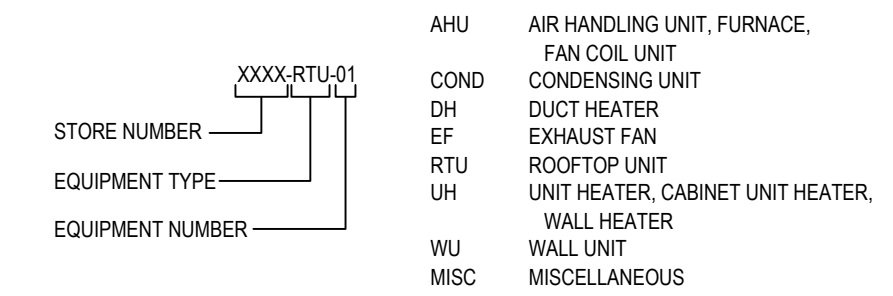 XXXX-RTU-01
STORE NUMBER
EQUIPMENT TYPE
EQUIPMENT NUMBER
AHU AIR HANDLING UNIT, FURNACE,
FAN COIL UNIT
COND CONDENSING UNIT
DH DUCT HEATER
EF EXHAUST FAN
RTU ROOFTOP UNIT
UH UNIT HEATER, CABINET UNIT HEATER,
WALL HEATER
WU WALL UNIT
MISC MISCELLANEOUS